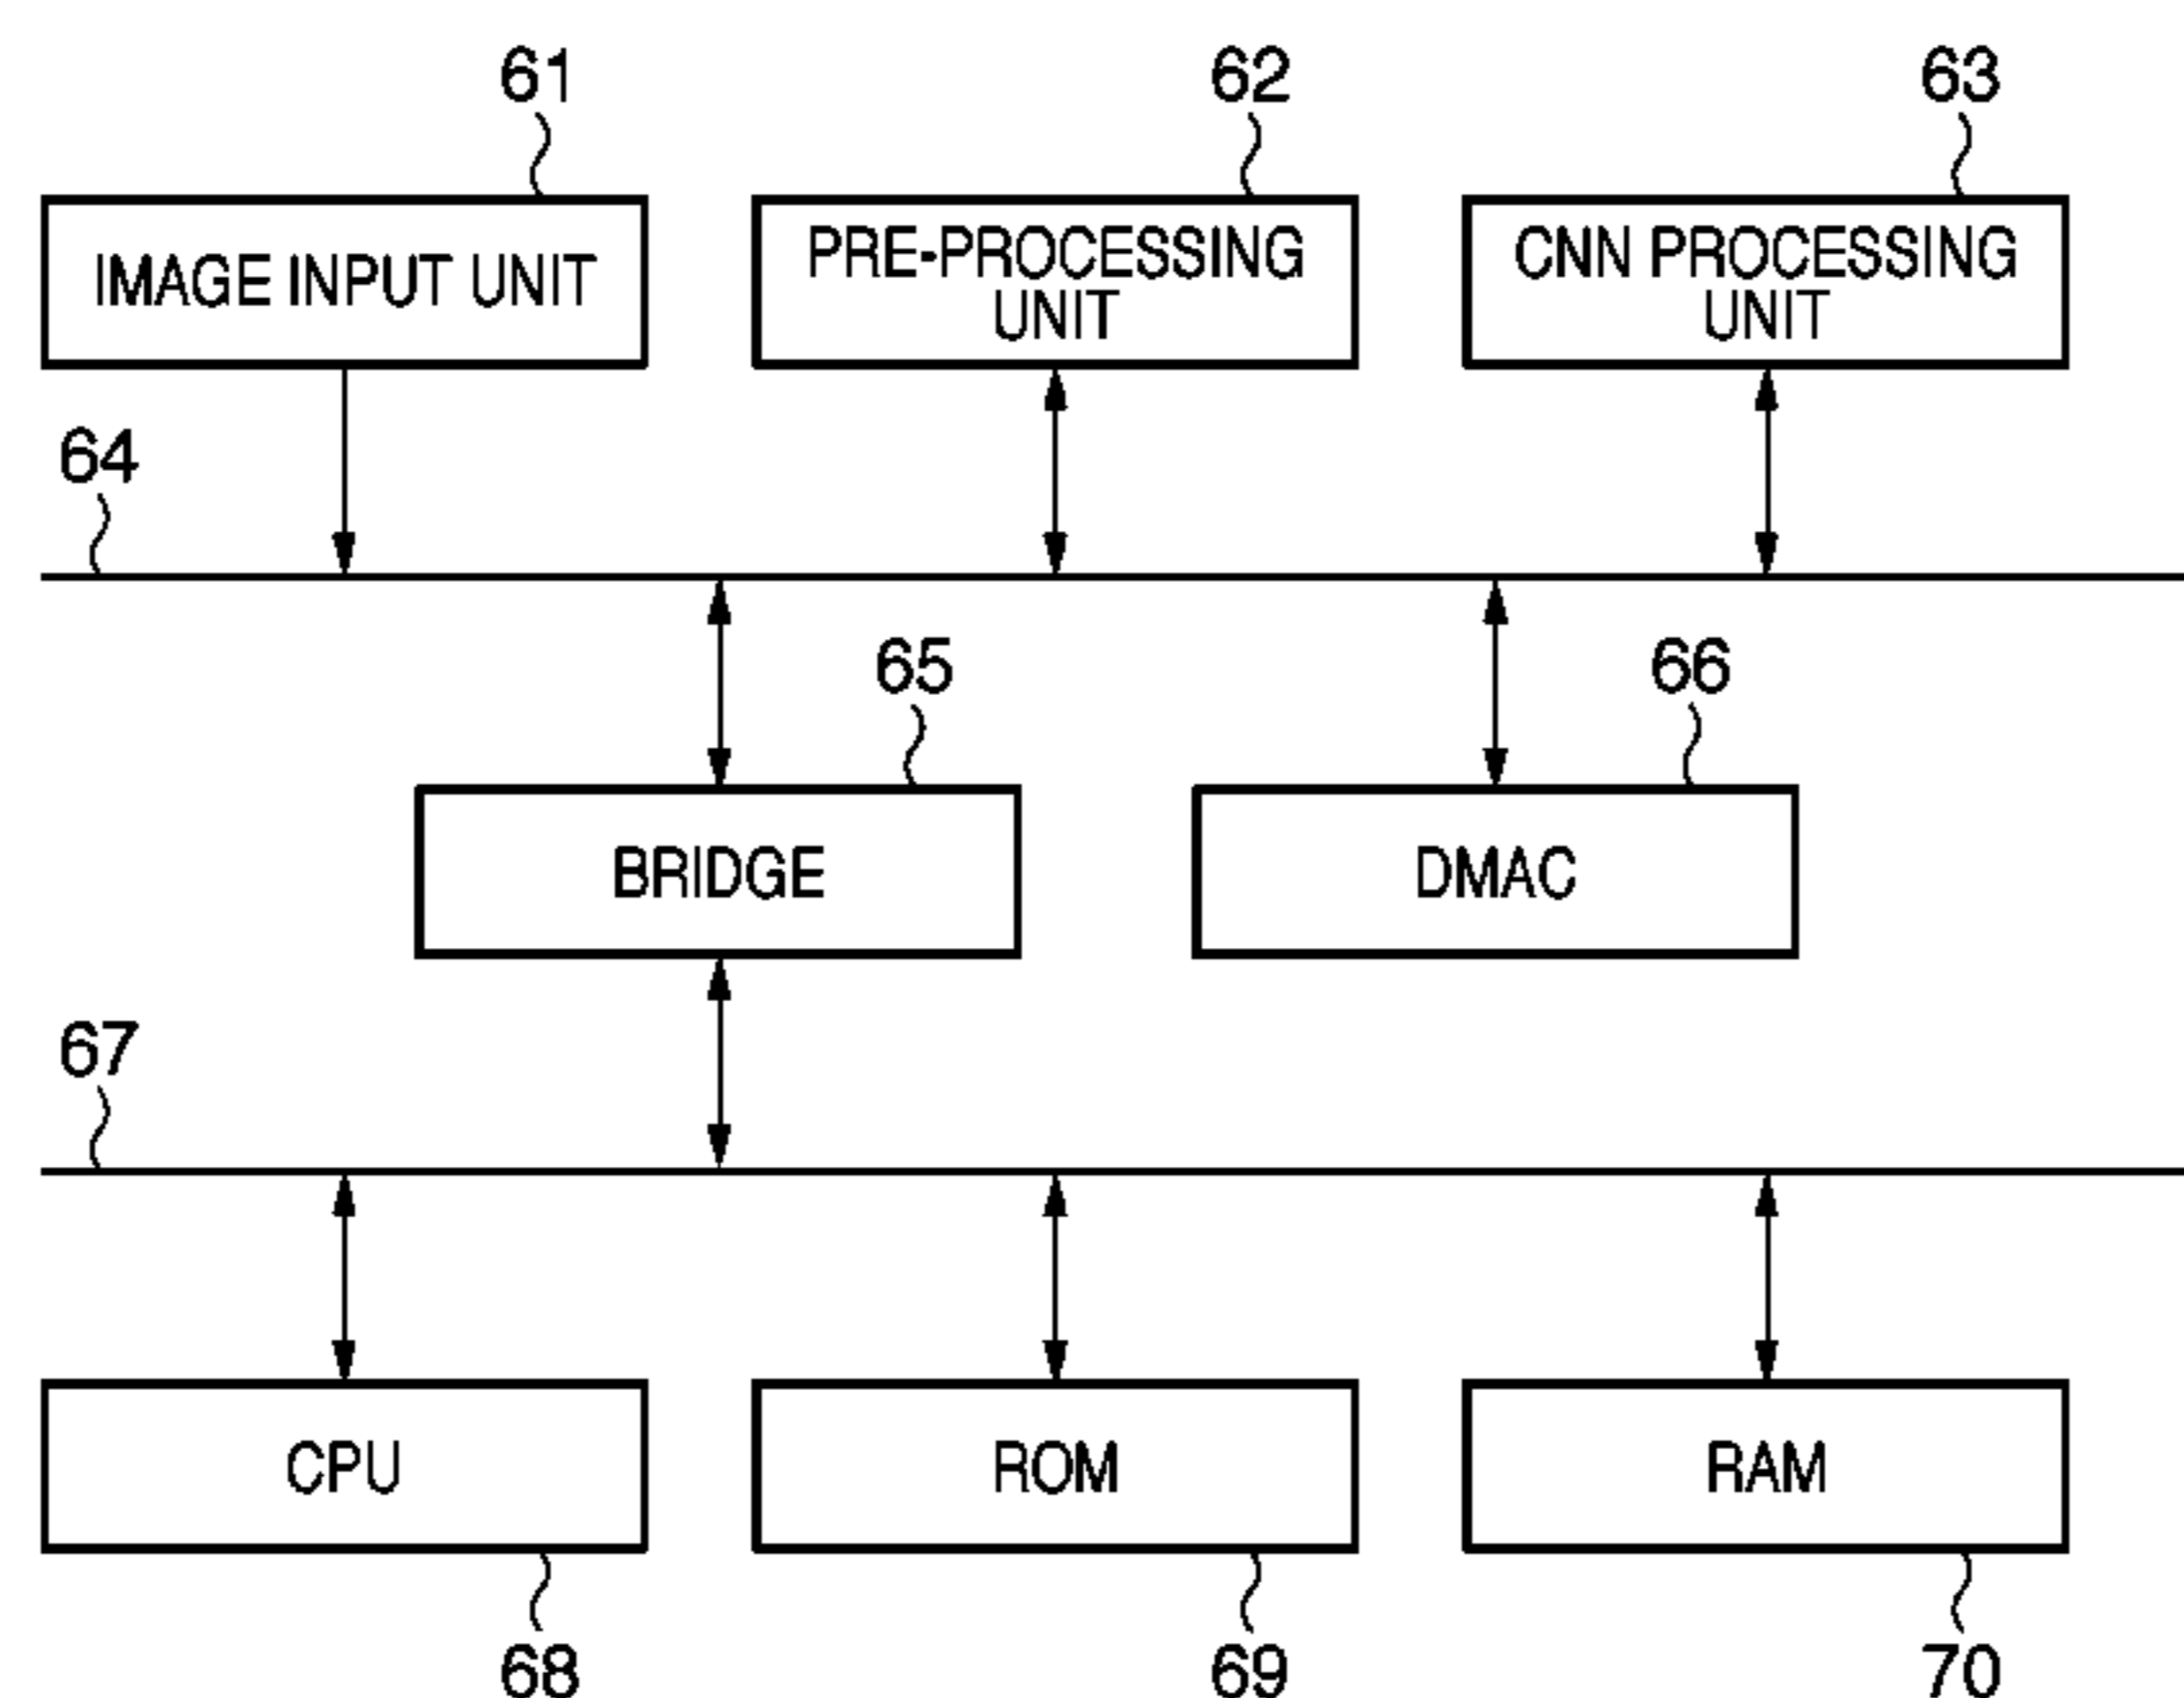 61
62
63
IMAGE INPUT UNIT
PRE-PROCESSING
UNIT
CNN PROCESSING
UNIT
64
65
66
BRIDGE
DMAC
67
CPU
ROM
RAM
68
69
70